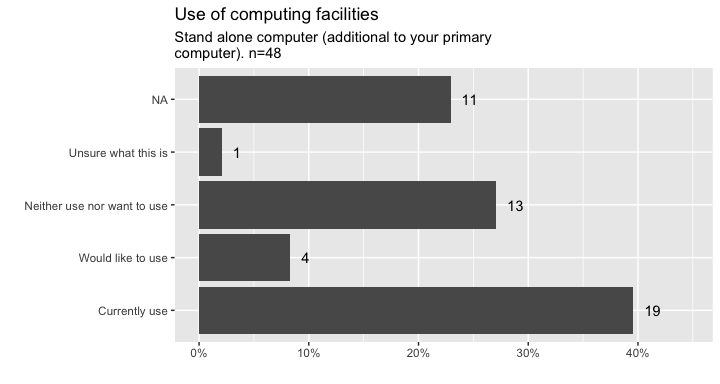 Use of computing facilities
Stand alone computer (additional to your primary
computer). n=48
NA
11
Unsure what this is
1
Neither use nor want to use
13
Would like to use
4
Currently use
19
0%
10%
20%
30%
40%